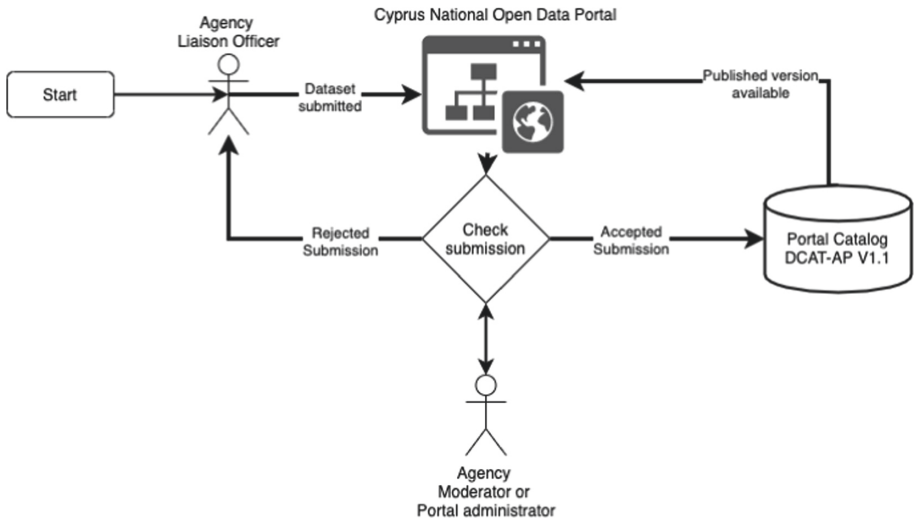 Cyprus National Open Data Portal
Agency
Liaison Officer
Start
Dataset
submitted
Published version
available
Rejected
Submission
Check
submission
Accepted
Submission
Portal Catalog
DCAT-AP V1.1
Agency
Moderator or
Portal administrator